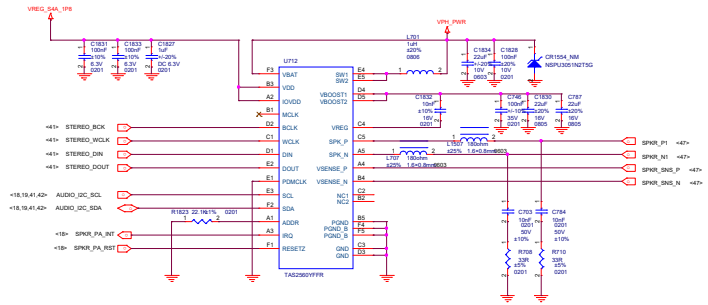 VREG_S4A_1P8
VPH_PWR
C1831
100nF
±10%
6.3V
0201
C1833
100nF
±10%
6.3V
0201
C1827
1uF
+/-20%
DC 6.3V
0201
L701
1uH
±20%
0806
C1834
22uF
+/-20%
10V
0603
C1828
100nF
±20%
10V
0201
CR1554_NM
NSPU3051N2T5G
U712
F3 VBAT
B3 VDD
A2 IOVDD
B1 MCLK
D2 BCLK
C1 WCLK
D1 DIN
E2 DOUT
E1 PDMCLK
E3 SCL
F2 SDA
A1 ADDR
A3 IRQ
F1 RESETZ
SW1 E4
SW2 E5
VBOOST1 D4
VBOOST2 D5
VREG C4
SPK_P C5
SPK_N A5
VSENSE_P A4
VSENSE_N B4
NC1 C2
NC2 B2
PGND B5
PGND_B F4
PGND_B F5
GND C3
GND D3
TAS2560YFFR
C1832
10nF
±10%
16V
0201
C746
100nF
+/-10%
35V
0201
C1830
22uF
±20%
16V
0805
C787
22uF
±20%
16V
0805
L1507
180ohm
±25% 1.6×0.8mm
0603
L707
180ohm
±25% 1.6×0.8mm
0603
<41> STEREO_BCK
<41> STEREO_WCLK
<41> STEREO_DIN
<41> STEREO_DOUT
<18,19,41,42> AUDIO_I2C_SCL
<18,19,41,42> AUDIO_I2C_SDA
R1823 22.1K±1% 0201
<18> SPKR_PA_INT
<18> SPKR_PA_RST
SPKR_P1 <47>
SPKR_N1 <47>
SPKR_SNS_P <47>
SPKR_SNS_N <47>
C703
10nF
50V
±10%
0201
C784
10nF
50V
±10%
0201
R708
33R
±5%
0201
R710
33R
±5%
0201